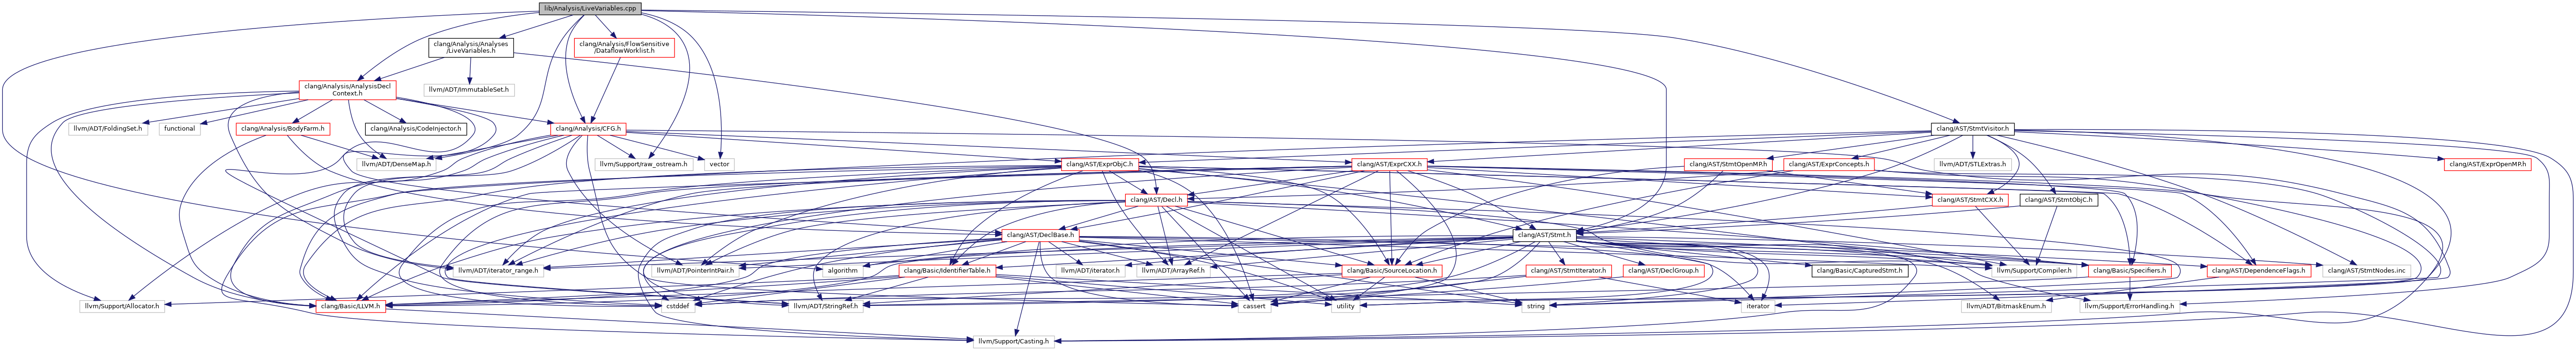 lib/Analysis/LiveVariables.cpp
clang/Analysis/Analyses
/LiveVariables.h
clang/Analysis/FlowSensitive
/DataflowWorklist.h
clang/Analysis/AnalysisDecl
Context.h
llvm/ADT/ImmutableSet.h
llvm/ADT/FoldingSet.h
functional
clang/Analysis/BodyFarm.h
clang/Analysis/CodeInjector.h
clang/Analysis/CFG.h
clang/AST/StmtVisitor.h
llvm/ADT/DenseMap.h
llvm/Support/raw_ostream.h
vector
clang/AST/ExprObjC.h
clang/AST/ExprCXX.h
clang/AST/StmtOpenMP.h
clang/AST/ExprConcepts.h
llvm/ADT/STLExtras.h
clang/AST/ExprOpenMP.h
clang/AST/Decl.h
clang/AST/StmtCXX.h
clang/AST/StmtObjC.h
clang/AST/DeclBase.h
clang/AST/Stmt.h
llvm/ADT/iterator_range.h
llvm/ADT/PointerIntPair.h
algorithm
clang/Basic/IdentifierTable.h
llvm/ADT/iterator.h
llvm/ADT/ArrayRef.h
clang/Basic/SourceLocation.h
clang/AST/StmtIterator.h
clang/AST/DeclGroup.h
clang/Basic/CapturedStmt.h
llvm/Support/Compiler.h
clang/Basic/Specifiers.h
clang/AST/DependenceFlags.h
clang/AST/StmtNodes.inc
llvm/Support/Allocator.h
clang/Basic/LLVM.h
cstddef
llvm/ADT/StringRef.h
cassert
utility
string
iterator
llvm/ADT/BitmaskEnum.h
llvm/Support/ErrorHandling.h
llvm/Support/Casting.h